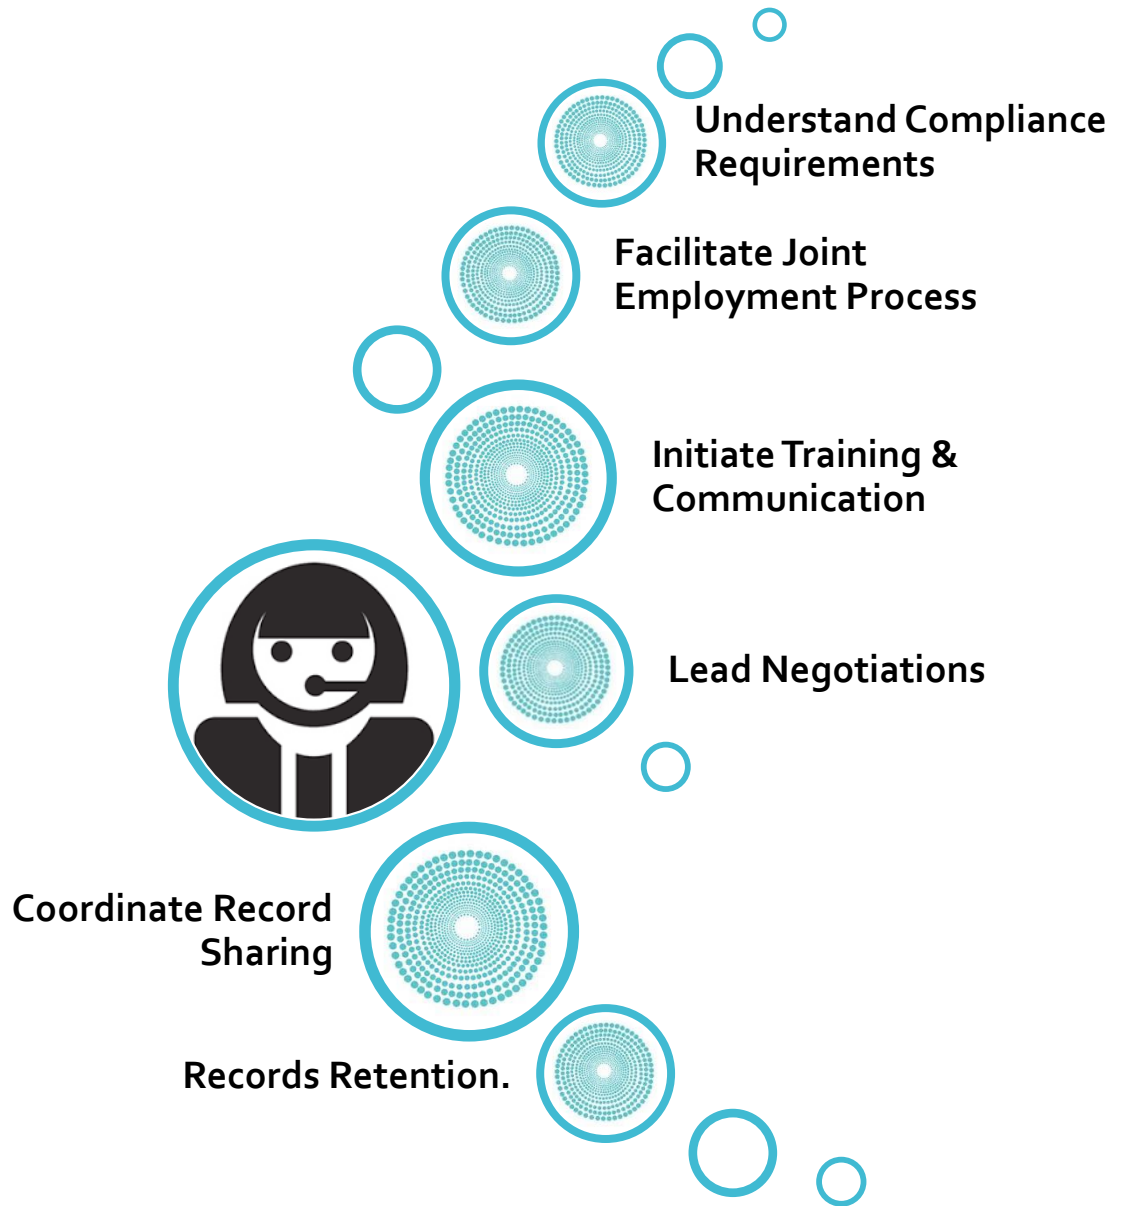 Understand Compliance
Requirements
Facilitate Joint
Employment Process
Initiate Training &
Communication
Lead Negotiations
Coordinate Record
Sharing
Records Retention.